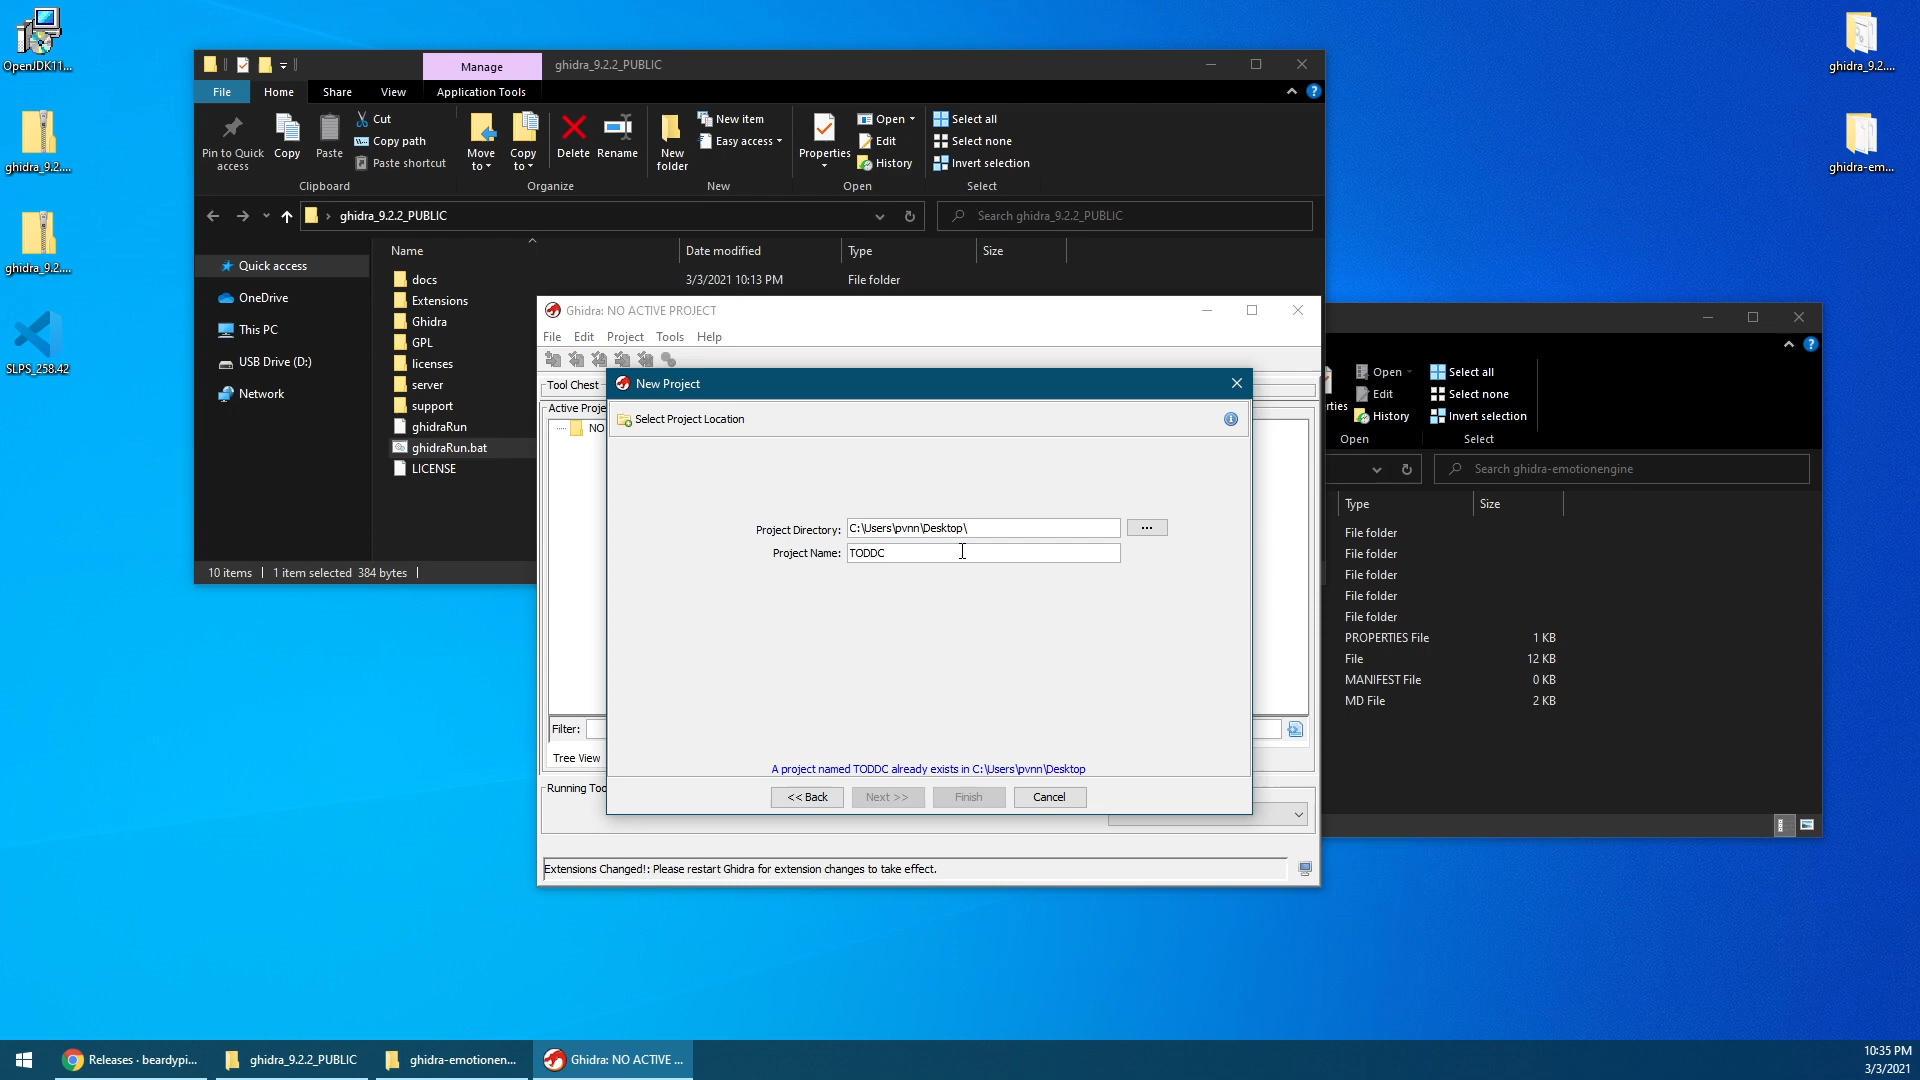 OpenJDK11...
ghidra_9.2....
ghidra_9.2....
SLPS_258.42
ghidra_9.2....
ghidra-em...
Manage
ghidra_9.2.2_PUBLIC
File
Home
Share
View
Application Tools
Pin to Quick access
Copy
Paste
Cut
Copy path
Paste shortcut
Clipboard
Move to
Copy to
Delete
Rename
Organize
New folder
New item
Easy access
New
Properties
Open
Edit
History
Open
Select all
Select none
Invert selection
Select
ghidra_9.2.2_PUBLIC
Search ghidra_9.2.2_PUBLIC
Quick access
OneDrive
This PC
USB Drive (D:)
Network
Name
Date modified
Type
Size
docs
3/3/2021 10:13 PM
File folder
Extensions
Ghidra
GPL
licenses
server
support
ghidraRun
ghidraRun.bat
LICENSE
10 items
1 item selected 384 bytes
Ghidra: NO ACTIVE PROJECT
File Edit Project Tools Help
Tool Chest
Active Proje
NO
Filter:
Tree View
Running Too
Extensions Changed!: Please restart Ghidra for extension changes to take effect.
New Project
Select Project Location
Project Directory: C:\Users\pvnn\Desktop\
...
Project Name: TODDC
A project named TODDC already exists in C:\Users\pvnn\Desktop
<< Back
Next >>
Finish
Cancel
rties
Open
Edit
History
Open
Select all
Select none
Invert selection
Select
Search ghidra-emotionengine
Type
Size
File folder
File folder
File folder
File folder
File folder
PROPERTIES File 1 KB
File 12 KB
MANIFEST File 0 KB
MD File 2 KB
Releases · beardypi...
ghidra_9.2.2_PUBLIC
ghidra-emotionen...
Ghidra: NO ACTIVE ...
10:35 PM
3/3/2021